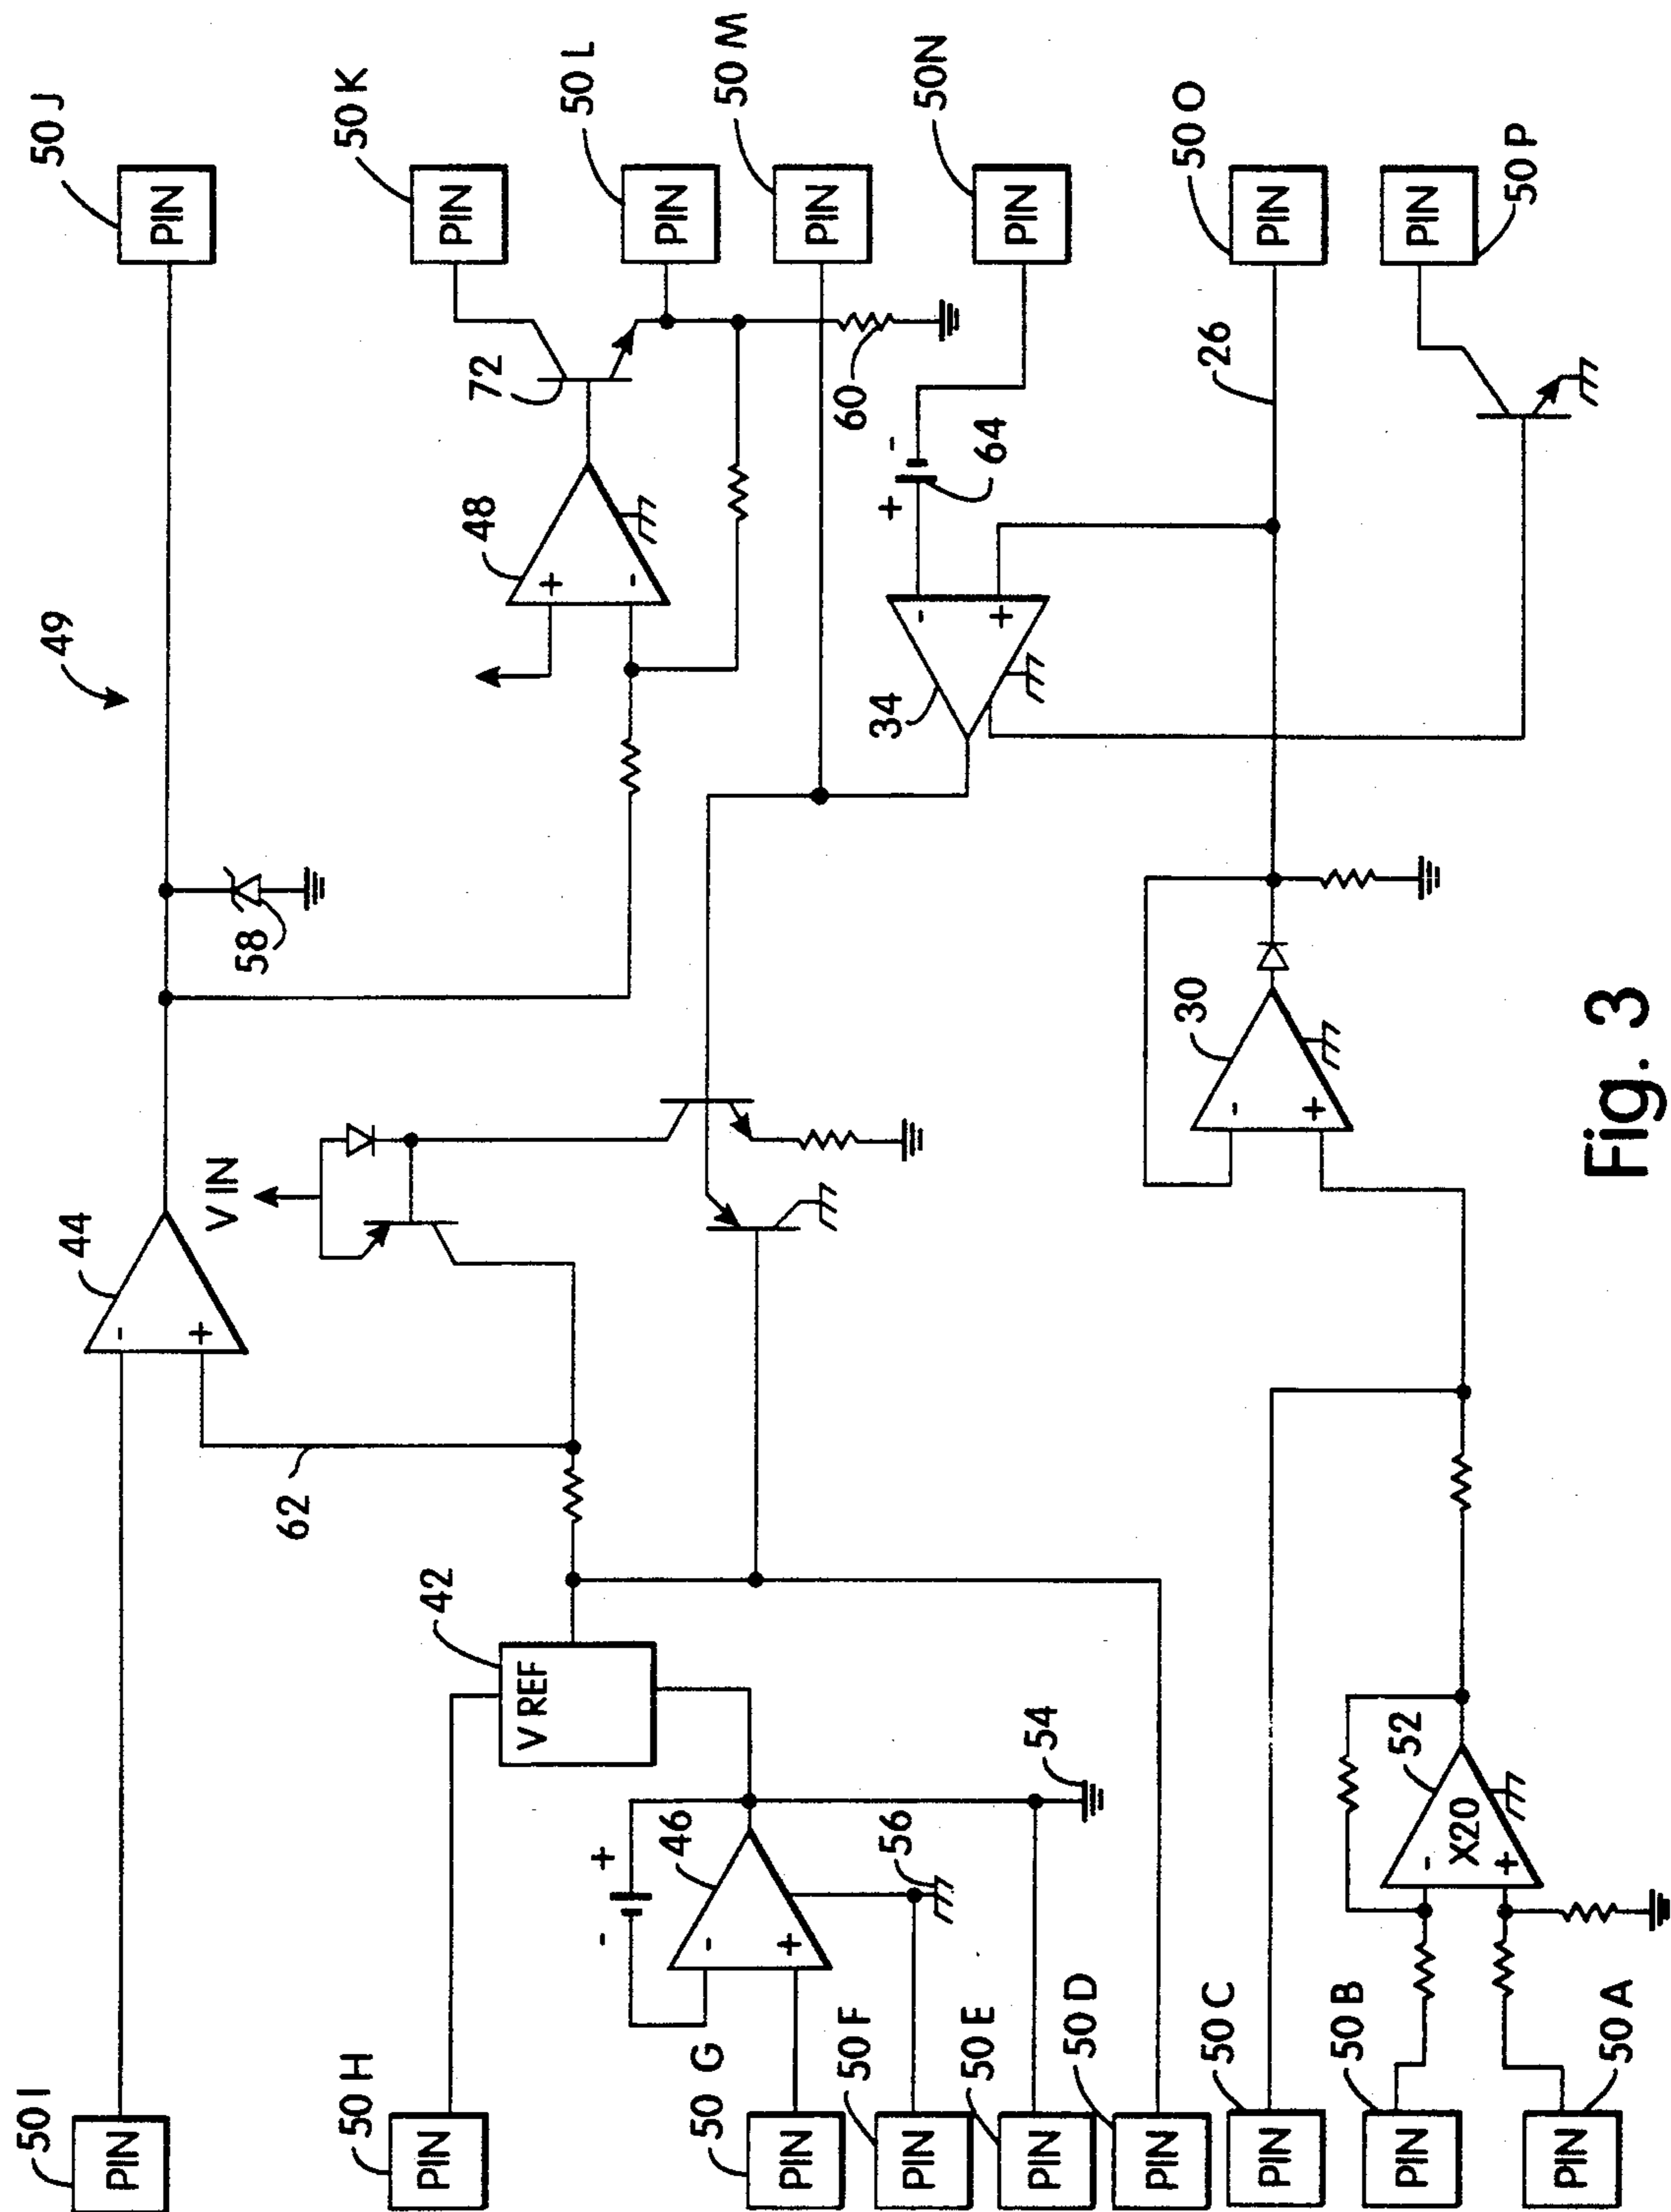 49
50 I
PIN
44
-
+
V IN
58
50 J
PIN
62
50 H
PIN
42
V REF
48
+
-
72
60
50 K
PIN
50 L
PIN
50 M
PIN
- +
46
-
+
50 G
PIN
56
50 F
PIN
54
50 E
PIN
50 D
PIN
34
-
+
+ -
64
50N
PIN
50 C
PIN
30
-
+
26
50 O
PIN
50 B
PIN
52
-
X20
+
50 A
PIN
50 P
PIN
Fig. 3